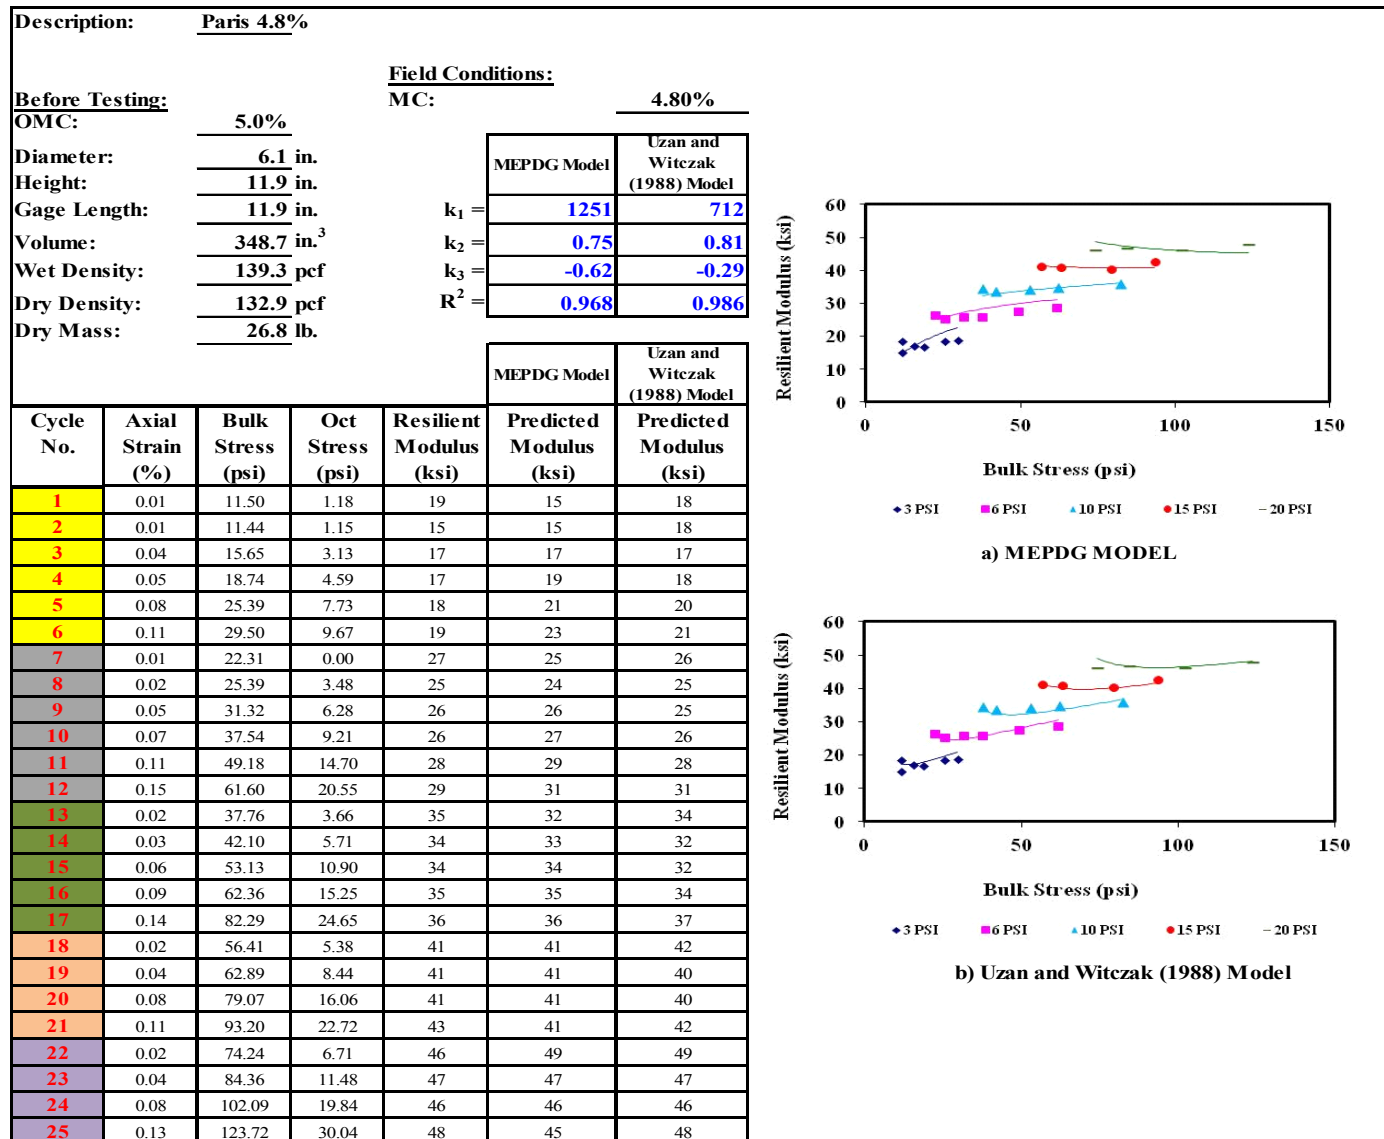 Description: Paris 4.8%
Field Conditions:
Before Testing: MC: 4.80%
OMC: 5.0%
Diameter: 6.1 in.
Height: 11.9 in.
Gage Length: 11.9 in.
Volume: 348.7 in.³
Wet Density: 139.3 pcf
Dry Density: 132.9 pcf
Dry Mass: 26.8 lb.
MEPDG Model Uzan and Witczak (1988) Model
k₁ = 1251 712
k₂ = 0.75 0.81
k₃ = -0.62 -0.29
R² = 0.968 0.986
MEPDG Model Uzan and Witczak (1988) Model
Cycle No. Axial Strain (%) Bulk Stress (psi) Oct Stress (psi) Resilient Modulus (ksi) Predicted Modulus (ksi) Predicted Modulus (ksi)
1 0.01 11.50 1.18 19 15 18
2 0.01 11.44 1.15 15 15 18
3 0.04 15.65 3.13 17 17 17
4 0.05 18.74 4.59 17 19 18
5 0.08 25.39 7.73 18 21 20
6 0.11 29.50 9.67 19 23 21
7 0.01 22.31 0.00 27 25 26
8 0.02 25.39 3.48 25 24 25
9 0.05 31.32 6.28 26 26 25
10 0.07 37.54 9.21 26 27 26
11 0.11 49.18 14.70 28 29 28
12 0.15 61.60 20.55 29 31 31
13 0.02 37.76 3.66 35 32 34
14 0.03 42.10 5.71 34 33 32
15 0.06 53.13 10.90 34 34 32
16 0.09 62.36 15.25 35 35 34
17 0.14 82.29 24.65 36 36 37
18 0.02 56.41 5.38 41 41 42
19 0.04 62.89 8.44 41 41 40
20 0.08 79.07 16.06 41 41 40
21 0.11 93.20 22.72 43 41 42
22 0.02 74.24 6.71 46 49 49
23 0.04 84.36 11.48 47 47 47
24 0.08 102.09 19.84 46 46 46
25 0.13 123.72 30.04 48 45 48
Resilient Modulus (ksi)
60
50
40
30
20
10
0
0 50 100 150
Bulk Stress (psi)
3 PSI 6 PSI 10 PSI 15 PSI 20 PSI
a) MEPDG MODEL
Resilient Modulus (ksi)
60
50
40
30
20
10
0
0 50 100 150
Bulk Stress (psi)
3 PSI 6 PSI 10 PSI 15 PSI 20 PSI
b) Uzan and Witczak (1988) Model